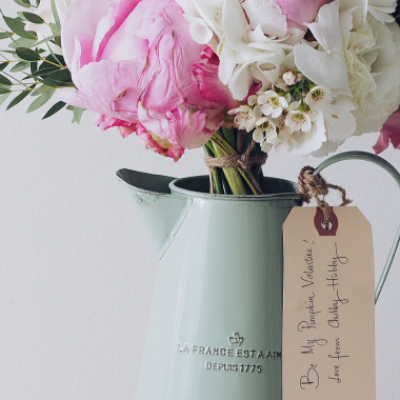 LA FRANCE EST A AIM
DEPUIS 1775
Be My Pumpkin Valentine!
Love from Chubby Hubby